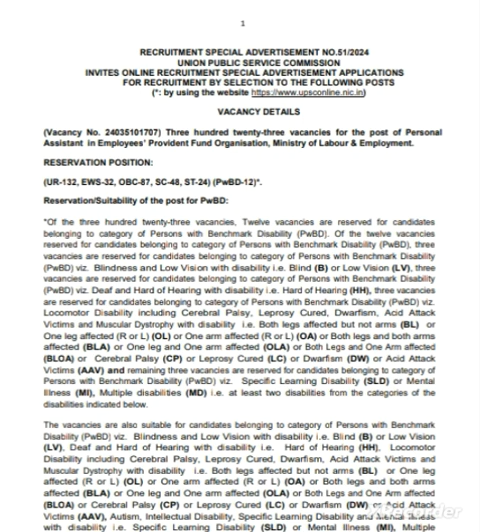 1
RECRUITMENT SPECIAL ADVERTISEMENT NO.51/2024
UNION PUBLIC SERVICE COMMISSION
INVITES ONLINE RECRUITMENT SPECIAL ADVERTISEMENT APPLICATIONS
FOR RECRUITMENT BY SELECTION TO THE FOLLOWING POSTS
(*: by using the website https://www.upsconline.nic.in)
VACANCY DETAILS
(Vacancy No. 24035101707) Three hundred twenty-three vacancies for the post of Personal
Assistant in Employees' Provident Fund Organisation, Ministry of Labour & Employment.
RESERVATION POSITION:
(UR-132, EWS-32, OBC-87, SC-48, ST-24) (PwBD-12)*.
Reservation/Suitability of the post for PwBD:
*Of the three hundred twenty-three vacancies, Twelve vacancies are reserved for candidates
belonging to category of Persons with Benchmark Disability (PwBD). Of the twelve vacancies
reserved for candidates belonging to category of Persons with Benchmark Disability (PwBD), three
vacancies are reserved for candidates belonging to category of Persons with Benchmark Disability
(PwBD) viz. Blindness and Low Vision with disability i.e. Blind (B) or Low Vision (LV), three
vacancies are reserved for candidates belonging to category of Persons with Benchmark Disability
(PwBD) viz. Deaf and Hard of Hearing with disability i.e. Hard of Hearing (HH), three vacancies
are reserved for candidates belonging to category of Persons with Benchmark Disability (PwBD) viz.
Locomotor Disability including Cerebral Palsy, Leprosy Cured, Dwarfism, Acid Attack
Victims and Muscular Dystrophy with disability i.e. Both legs affected but not arms (BL) or
One leg affected (R or L) (OL) or One arm affected (R or L) (OA) or Both legs and both arms
affected (BLA) or One leg and One arm affected (OLA) or Both Legs and One Arm affected
(BLOA) or Cerebral Palsy (CP) or Leprosy Cured (LC) or Dwarfism (DW) or Acid Attack
Victims (AAV) and remaining three vacancies are reserved for candidates belonging to category of
Persons with Benchmark Disability (PwBD) viz. Specific Learning Disability (SLD) or Mental
Illness (MI), Multiple disabilities (MD) i.e. at least two disabilities from the categories of
the disabilities indicated below.
The vacancies are also suitable for candidates belonging to category of Persons with Benchmark
Disability (PwBD) viz. Blindness and Low Vision with disability i.e. Blind (B) or Low Vision
(LV), Deaf and Hard of Hearing with disability i.e. Hard of Hearing (HH), Locomotor
Disability including Cerebral Palsy, Leprosy Cured, Dwarfism, Acid Attack Victims and
Muscular Dystrophy with disability i.e. Both legs affected but not arms (BL) or One leg
affected (R or L) (OL) or One arm affected (R or L) (OA) or Both legs and both arms
affected (BLA) or One leg and One arm affected (OLA) or Both Legs and One Arm Affected
(BLOA) or Cerebral Palsy (CP) or Leprosy Cured (LC) or Dwarfism (DW) or Acid Attack
Victims (AAV), Autism, Intellectual Disability, Specific Learning Disability and Mental Illness
with disability i.e. Specific Learning Disability (SLD) or Mental Illness (MI), Multiple